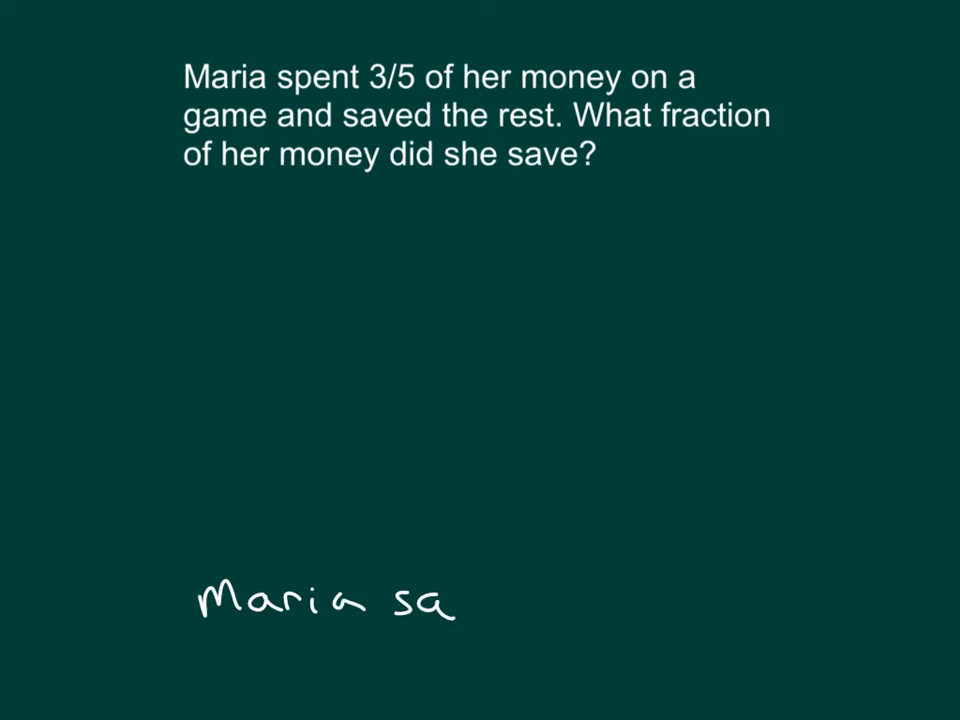 Maria spent 3/5 of her money on a
game and saved the rest. What fraction
of her money did she save?
Maria sa